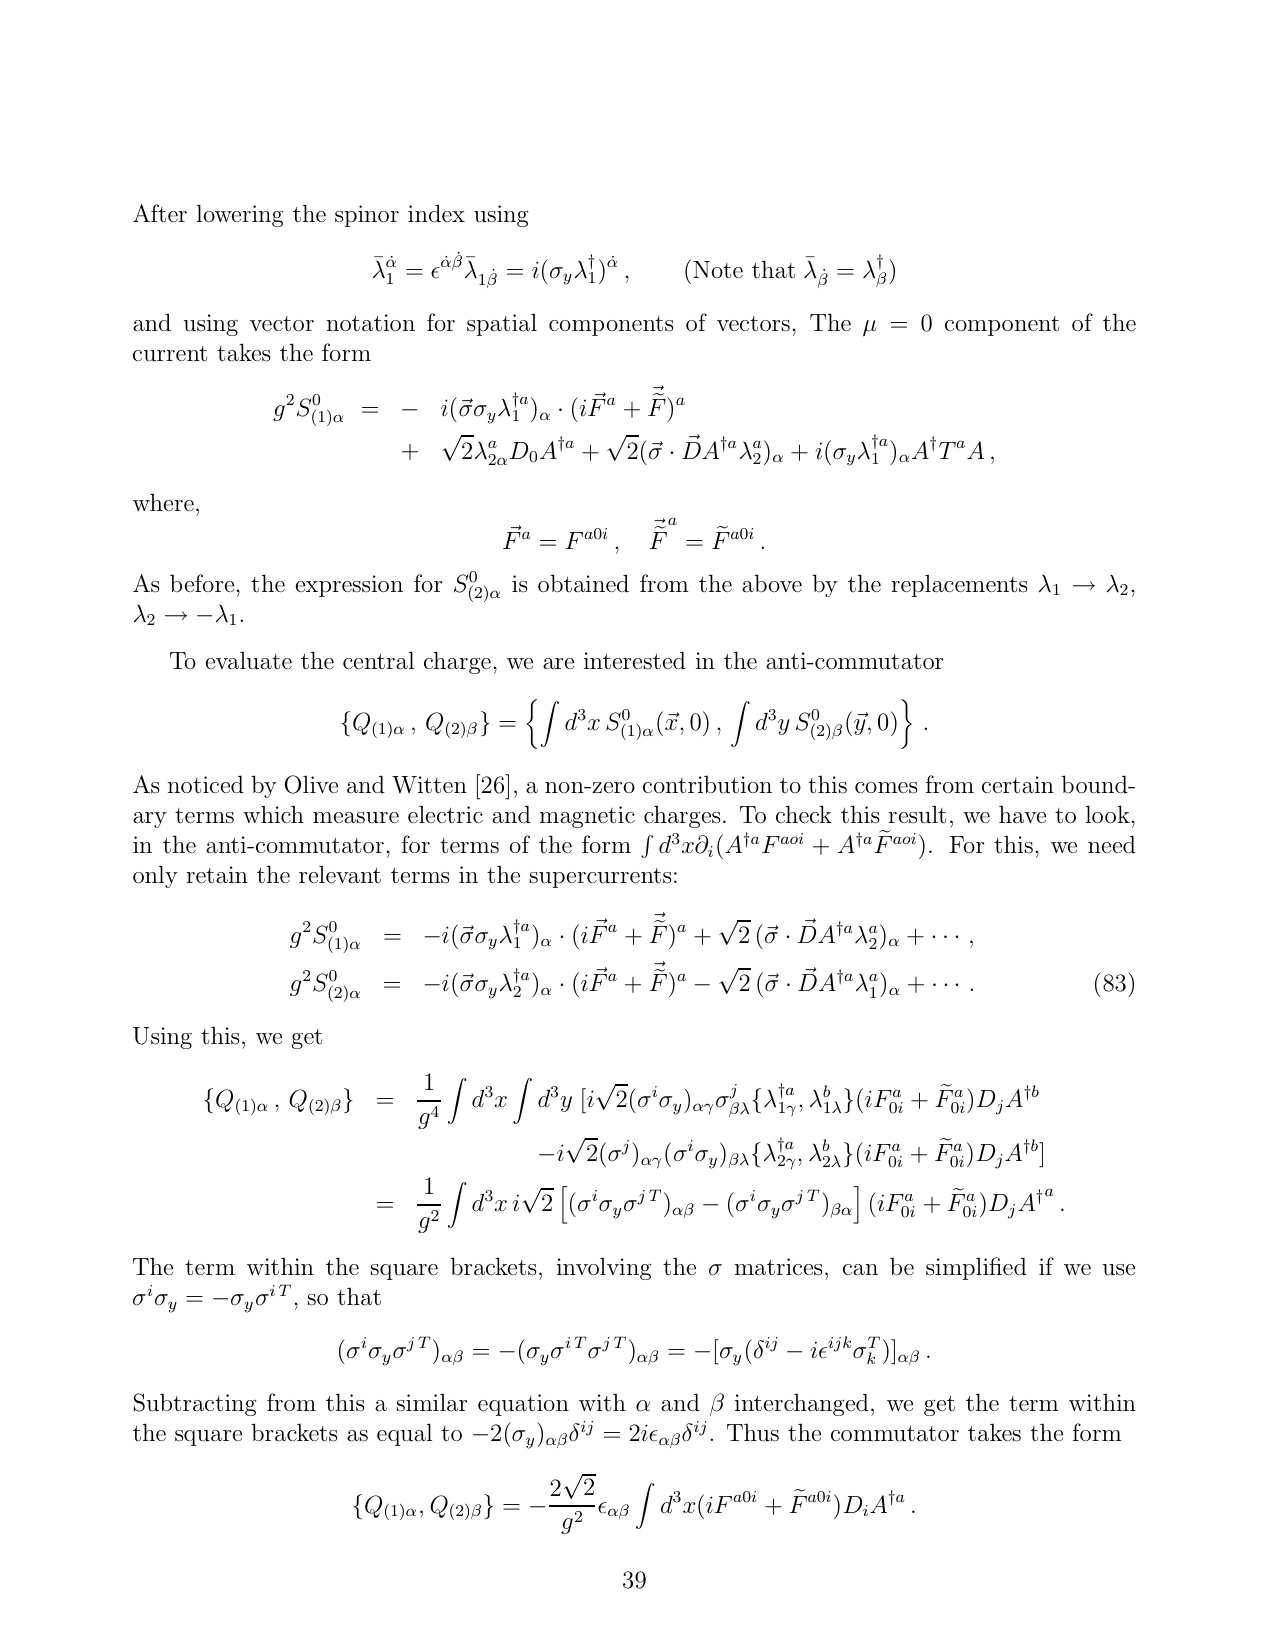 After lowering the spinor index using
$$\bar{\lambda}_1^{\dot{\alpha}} = \epsilon^{\dot{\alpha}\dot{\beta}} \bar{\lambda}_{1\dot{\beta}} = i(\sigma_y \lambda_1^\dagger)^{\dot{\alpha}} , \qquad \text{(Note that } \bar{\lambda}_{\dot{\beta}} = \lambda_\beta^\dagger)$$
and using vector notation for spatial components of vectors, The $\mu = 0$ component of the
current takes the form
$$g^2 S^0_{(1)\alpha} = - \quad i(\vec{\sigma}\sigma_y \lambda_1^{\dagger a})_\alpha \cdot (i\vec{F}^a + \vec{\widetilde{F}})^a$$
$$+ \quad \sqrt{2}\lambda^a_{2\alpha} D_0 A^{\dagger a} + \sqrt{2}(\vec{\sigma} \cdot \vec{D} A^{\dagger a} \lambda_2^a)_\alpha + i(\sigma_y \lambda_1^{\dagger a})_\alpha A^\dagger T^a A ,$$
where,
$$\vec{F}^a = F^{a0i} , \quad \vec{\widetilde{F}}^a = \widetilde{F}^{a0i} .$$
As before, the expression for $S^0_{(2)\alpha}$ is obtained from the above by the replacements $\lambda_1 \to \lambda_2$,
$\lambda_2 \to -\lambda_1$.
To evaluate the central charge, we are interested in the anti-commutator
$$\{Q_{(1)\alpha} , Q_{(2)\beta}\} = \left\{ \int d^3x \, S^0_{(1)\alpha}(\vec{x}, 0) , \int d^3y \, S^0_{(2)\beta}(\vec{y}, 0) \right\} .$$
As noticed by Olive and Witten [26], a non-zero contribution to this comes from certain bound-
ary terms which measure electric and magnetic charges. To check this result, we have to look,
in the anti-commutator, for terms of the form $\int d^3x \partial_i (A^{\dagger a} F^{aoi} + A^{\dagger a} \widetilde{F}^{aoi})$. For this, we need
only retain the relevant terms in the supercurrents:
$$g^2 S^0_{(1)\alpha} = -i(\vec{\sigma}\sigma_y \lambda_1^{\dagger a})_\alpha \cdot (i\vec{F}^a + \vec{\widetilde{F}})^a + \sqrt{2} \, (\vec{\sigma} \cdot \vec{D} A^{\dagger a} \lambda_2^a)_\alpha + \cdots ,$$
$$g^2 S^0_{(2)\alpha} = -i(\vec{\sigma}\sigma_y \lambda_2^{\dagger a})_\alpha \cdot (i\vec{F}^a + \vec{\widetilde{F}})^a - \sqrt{2} \, (\vec{\sigma} \cdot \vec{D} A^{\dagger a} \lambda_1^a)_\alpha + \cdots . \qquad (83)$$
Using this, we get
$$\{Q_{(1)\alpha} , Q_{(2)\beta}\} = \frac{1}{g^4} \int d^3x \int d^3y \, [i\sqrt{2}(\sigma^i \sigma_y)_{\alpha\gamma} \sigma^j_{\beta\lambda} \{\lambda^{\dagger a}_{1\gamma}, \lambda^b_{1\lambda}\} (iF^a_{0i} + \widetilde{F}^a_{0i}) D_j A^{\dagger b}$$
$$-i\sqrt{2}(\sigma^j)_{\alpha\gamma} (\sigma^i \sigma_y)_{\beta\lambda} \{\lambda^{\dagger a}_{2\gamma}, \lambda^b_{2\lambda}\} (iF^a_{0i} + \widetilde{F}^a_{0i}) D_j A^{\dagger b}]$$
$$= \frac{1}{g^2} \int d^3x \, i\sqrt{2} \left[ (\sigma^i \sigma_y \sigma^{j\,T})_{\alpha\beta} - (\sigma^i \sigma_y \sigma^{j\,T})_{\beta\alpha} \right] (iF^a_{0i} + \widetilde{F}^a_{0i}) D_j A^{\dagger a} .$$
The term within the square brackets, involving the $\sigma$ matrices, can be simplified if we use
$\sigma^i \sigma_y = -\sigma_y \sigma^{i\,T}$, so that
$$(\sigma^i \sigma_y \sigma^{j\,T})_{\alpha\beta} = -(\sigma_y \sigma^{i\,T} \sigma^{j\,T})_{\alpha\beta} = -[\sigma_y (\delta^{ij} - i\epsilon^{ijk} \sigma_k^T)]_{\alpha\beta} .$$
Subtracting from this a similar equation with $\alpha$ and $\beta$ interchanged, we get the term within
the square brackets as equal to $-2(\sigma_y)_{\alpha\beta} \delta^{ij} = 2i\epsilon_{\alpha\beta} \delta^{ij}$. Thus the commutator takes the form
$$\{Q_{(1)\alpha}, Q_{(2)\beta}\} = -\frac{2\sqrt{2}}{g^2} \epsilon_{\alpha\beta} \int d^3x (iF^{a0i} + \widetilde{F}^{a0i}) D_i A^{\dagger a} .$$
39